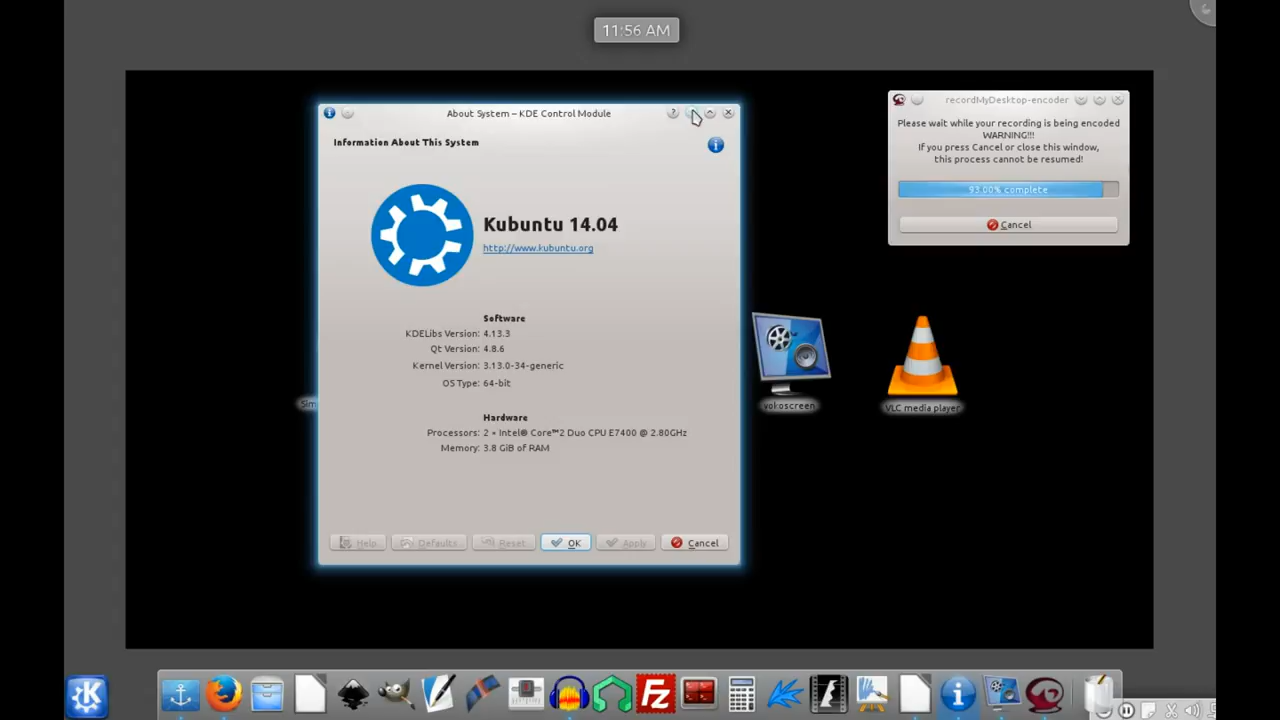 11:56 AM
About System – KDE Control Module
Information About This System
Kubuntu 14.04
http://www.kubuntu.org
Software
KDELibs Version: 4.13.3
Qt Version: 4.8.6
Kernel Version: 3.13.0-34-generic
OS Type: 64-bit
Hardware
Processors: 2 × Intel® Core™2 Duo CPU E7400 @ 2.80GHz
Memory: 3.8 GiB of RAM
Help Defaults Reset OK Apply Cancel
recordMyDesktop-encoder
Please wait while your recording is being encoded
WARNING!!!
If you press Cancel or close this window,
this process cannot be resumed!
93.00% complete
Cancel
Sim
vokoscreen
VLC media player
Fz